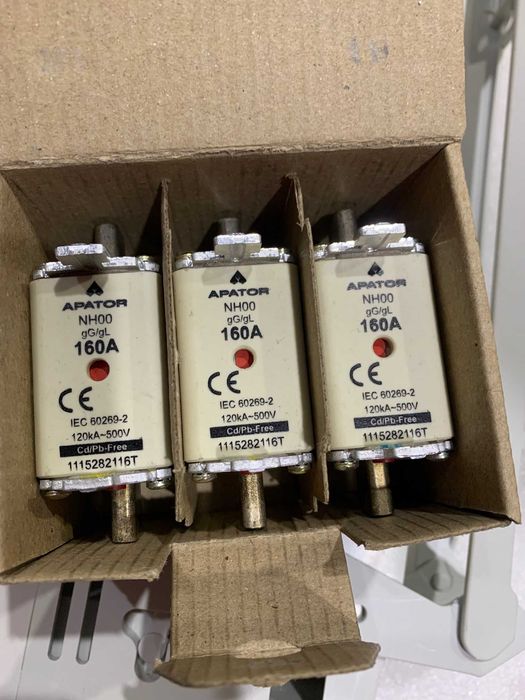 APATOR
NH00
gG/gL
160A
CE
IEC 60269-2
120kA~500V
Cd/Pb-Free
1115282116T
APATOR
NH00
gG/gL
160A
CE
IEC 60269-2
120kA~500V
Cd/Pb-Free
1115282116T
APATOR
NH00
gG/gL
160A
CE
IEC 60269-2
120kA~500V
Cd/Pb-Free
1115282116T